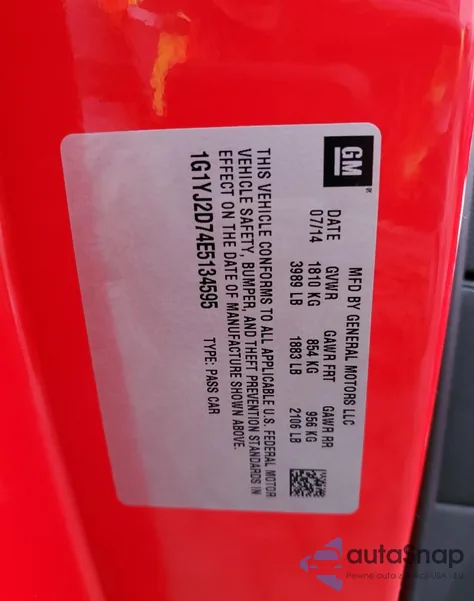 GM
®
MFD BY GENERAL MOTORS LLC
DATE GVWR GAWR FRT GAWR RR
07/14 1810 KG 854 KG 956 KG
3989 LB 1883 LB 2106 LB
THIS VEHICLE CONFORMS TO ALL APPLICABLE U.S. FEDERAL MOTOR
VEHICLE SAFETY, BUMPER, AND THEFT PREVENTION STANDARDS IN
EFFECT ON THE DATE OF MANUFACTURE SHOWN ABOVE.
1G1YJ2D74E5134595 TYPE: PASS CAR
autaSnap